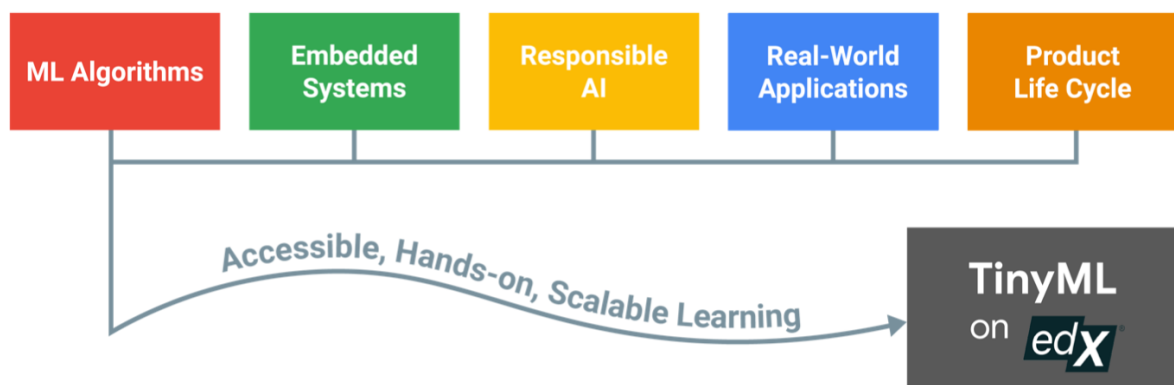 ML Algorithms
Embedded
Systems
Responsible
AI
Real-World
Applications
Product
Life Cycle
Accessible, Hands-on, Scalable Learning
TinyML
on edX®